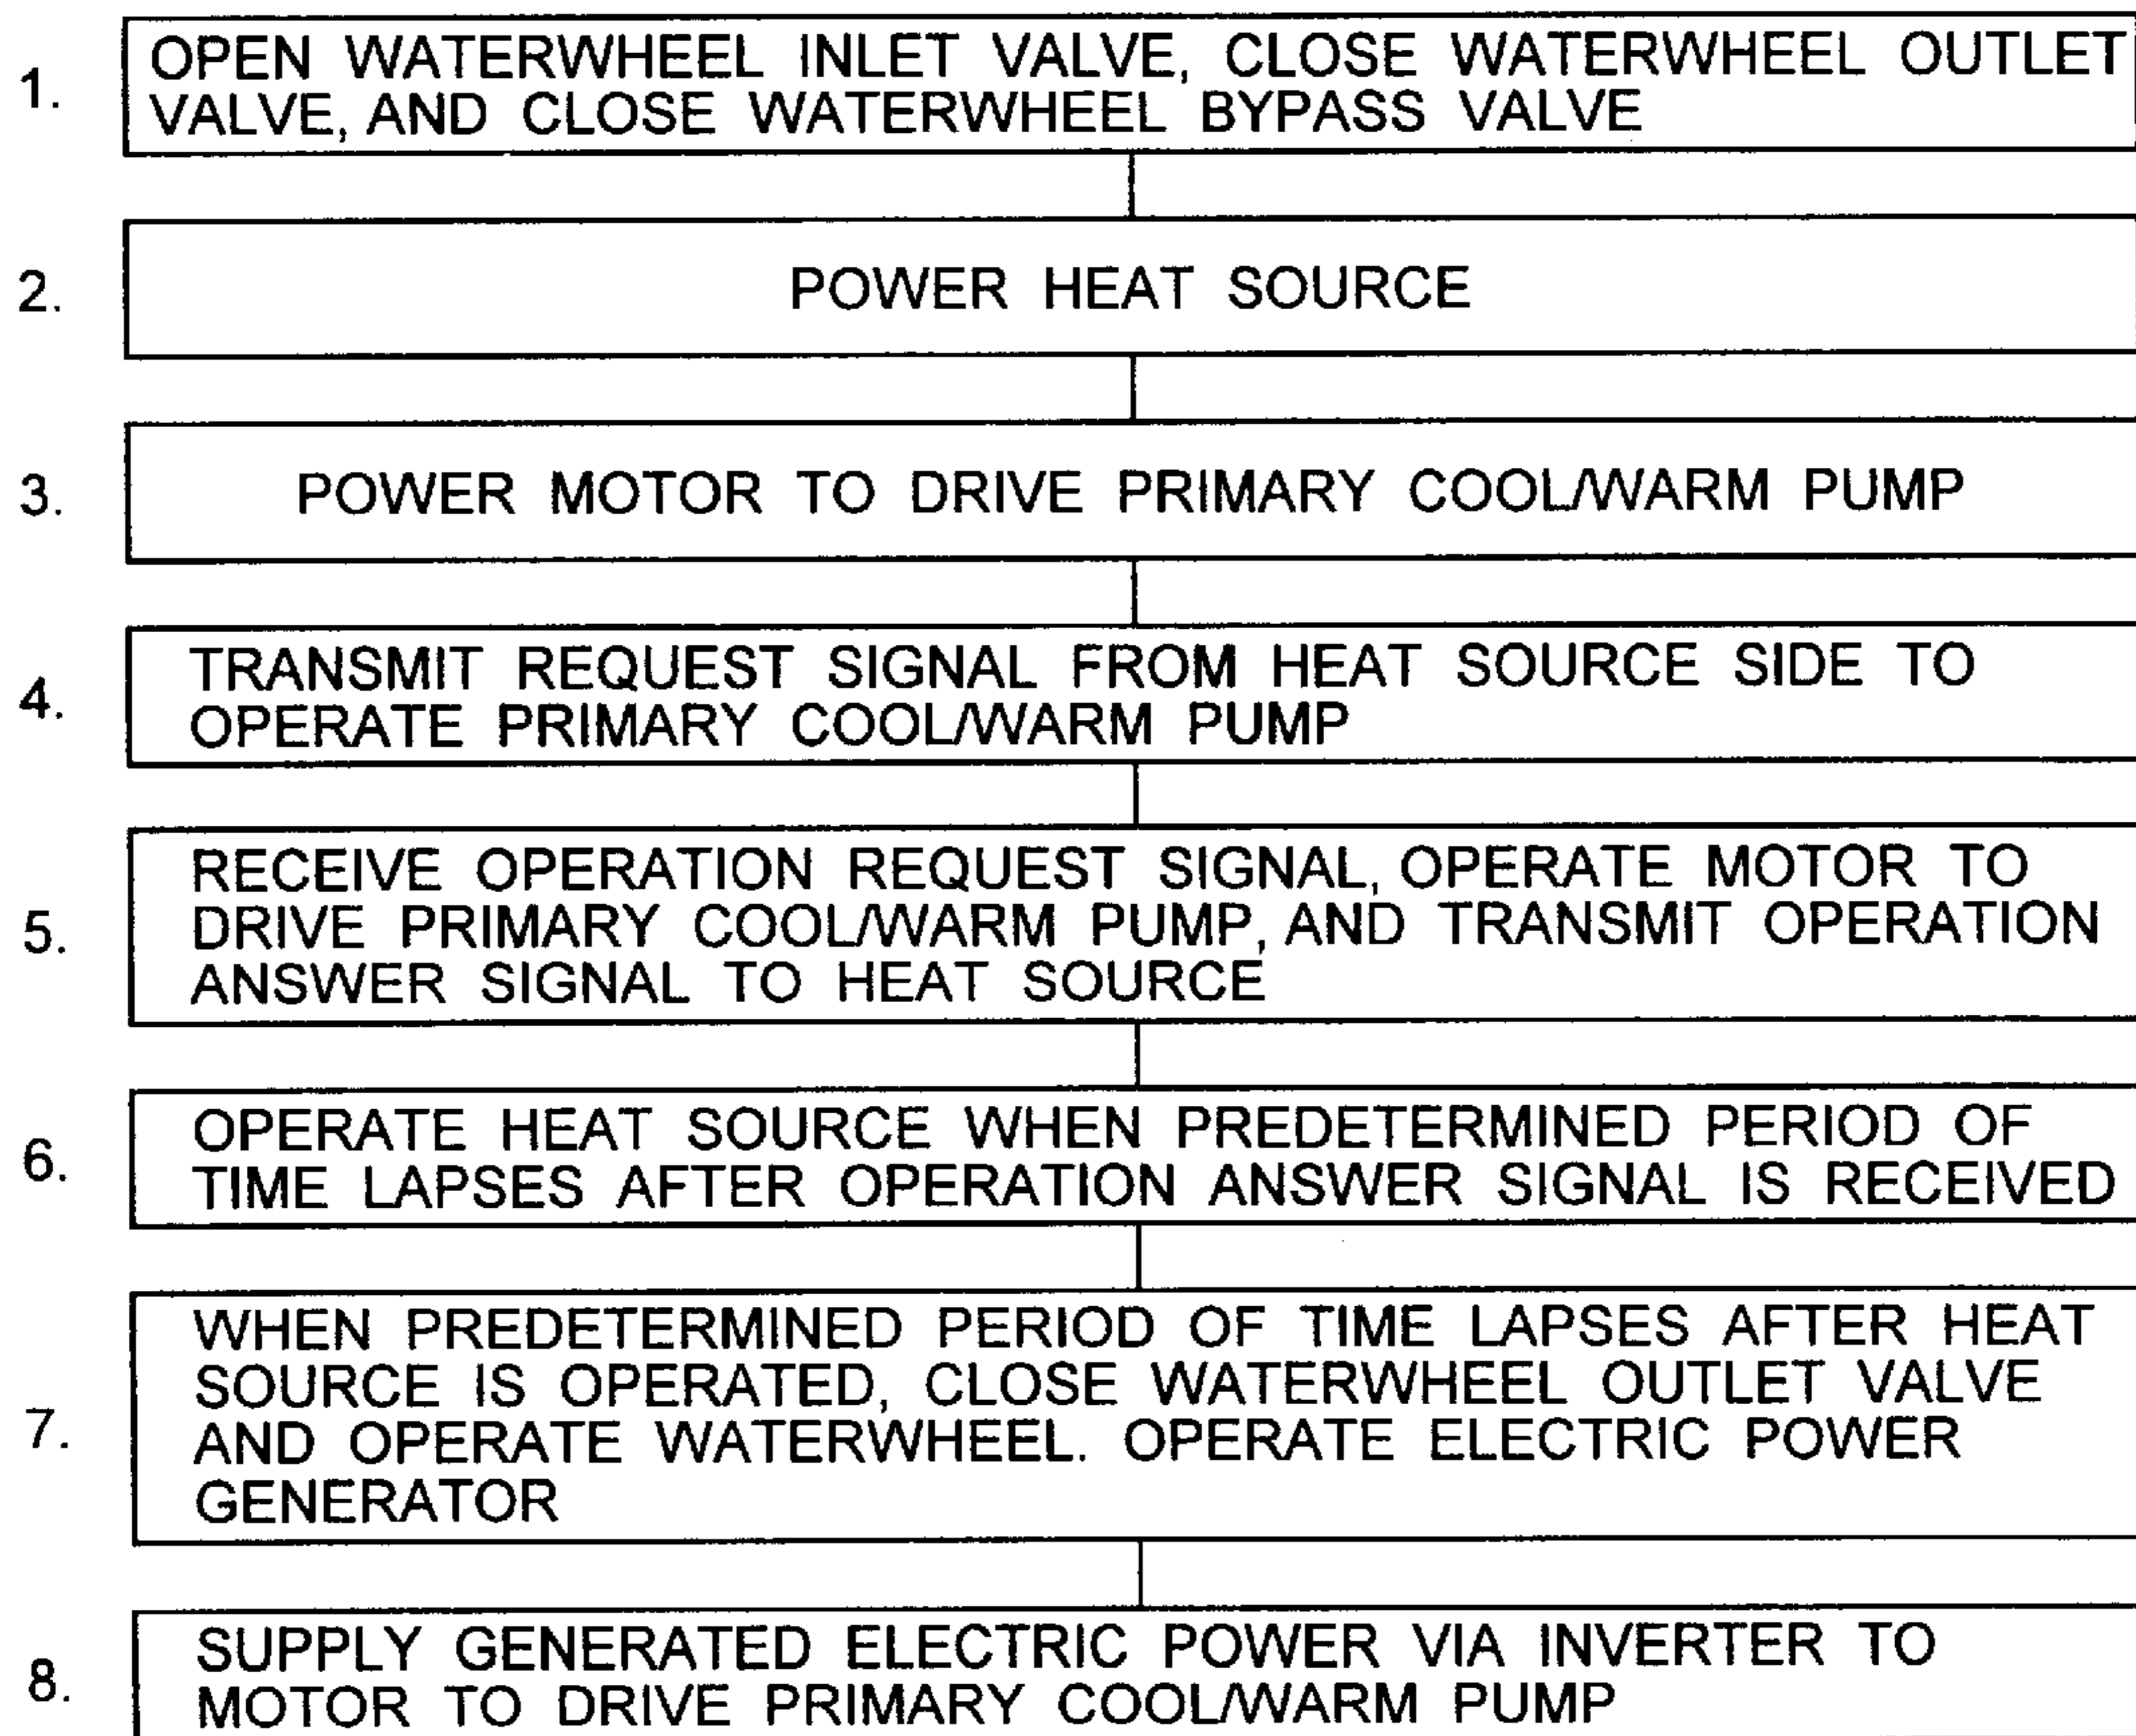 1. OPEN WATERWHEEL INLET VALVE, CLOSE WATERWHEEL OUTLET
VALVE, AND CLOSE WATERWHEEL BYPASS VALVE
2. POWER HEAT SOURCE
3. POWER MOTOR TO DRIVE PRIMARY COOL/WARM PUMP
4. TRANSMIT REQUEST SIGNAL FROM HEAT SOURCE SIDE TO
OPERATE PRIMARY COOL/WARM PUMP
5. RECEIVE OPERATION REQUEST SIGNAL, OPERATE MOTOR TO
DRIVE PRIMARY COOL/WARM PUMP, AND TRANSMIT OPERATION
ANSWER SIGNAL TO HEAT SOURCE
6. OPERATE HEAT SOURCE WHEN PREDETERMINED PERIOD OF
TIME LAPSES AFTER OPERATION ANSWER SIGNAL IS RECEIVED
7. WHEN PREDETERMINED PERIOD OF TIME LAPSES AFTER HEAT
SOURCE IS OPERATED, CLOSE WATERWHEEL OUTLET VALVE
AND OPERATE WATERWHEEL. OPERATE ELECTRIC POWER
GENERATOR
8. SUPPLY GENERATED ELECTRIC POWER VIA INVERTER TO
MOTOR TO DRIVE PRIMARY COOL/WARM PUMP